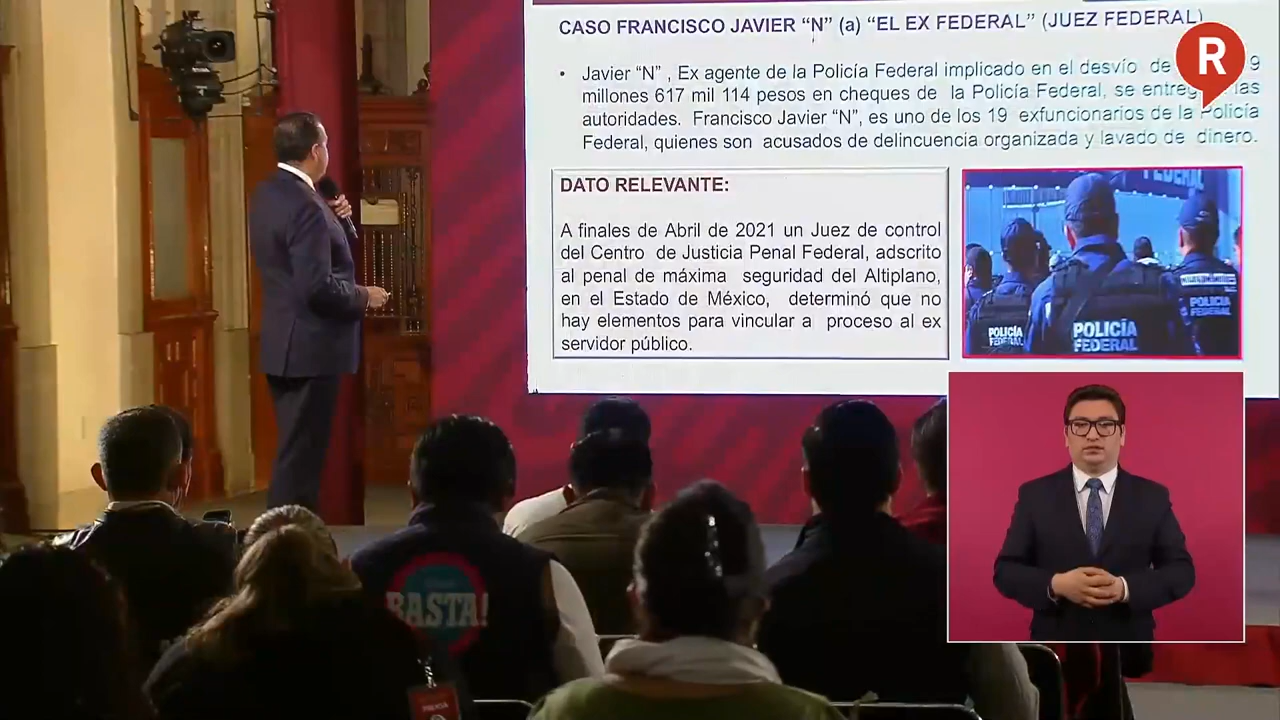 CASO FRANCISCO JAVIER “N” (a) “EL EX FEDERAL” (JUEZ FEDERAL)
R
• Javier “N” , Ex agente de la Policía Federal implicado en el desvío de 9
millones 617 mil 114 pesos en cheques de la Policía Federal, se las
autoridades. Francisco Javier “N”, es uno de los 19 exfuncionarios de la Policía
Federal, quienes son acusados de delincuencia organizada y lavado de dinero.
DATO RELEVANTE:
A finales de Abril de 2021 un Juez de control
del Centro de Justicia Penal Federal, adscrito
al penal de máxima seguridad del Altiplano,
en el Estado de México, determinó que no
hay elementos para vincular a proceso al ex
servidor público.
FEDERAL
POLICÍA
FEDERAL
POLICÍA
FEDERAL
POLICÍA
FEDERAL
BASTA!
PRENSA